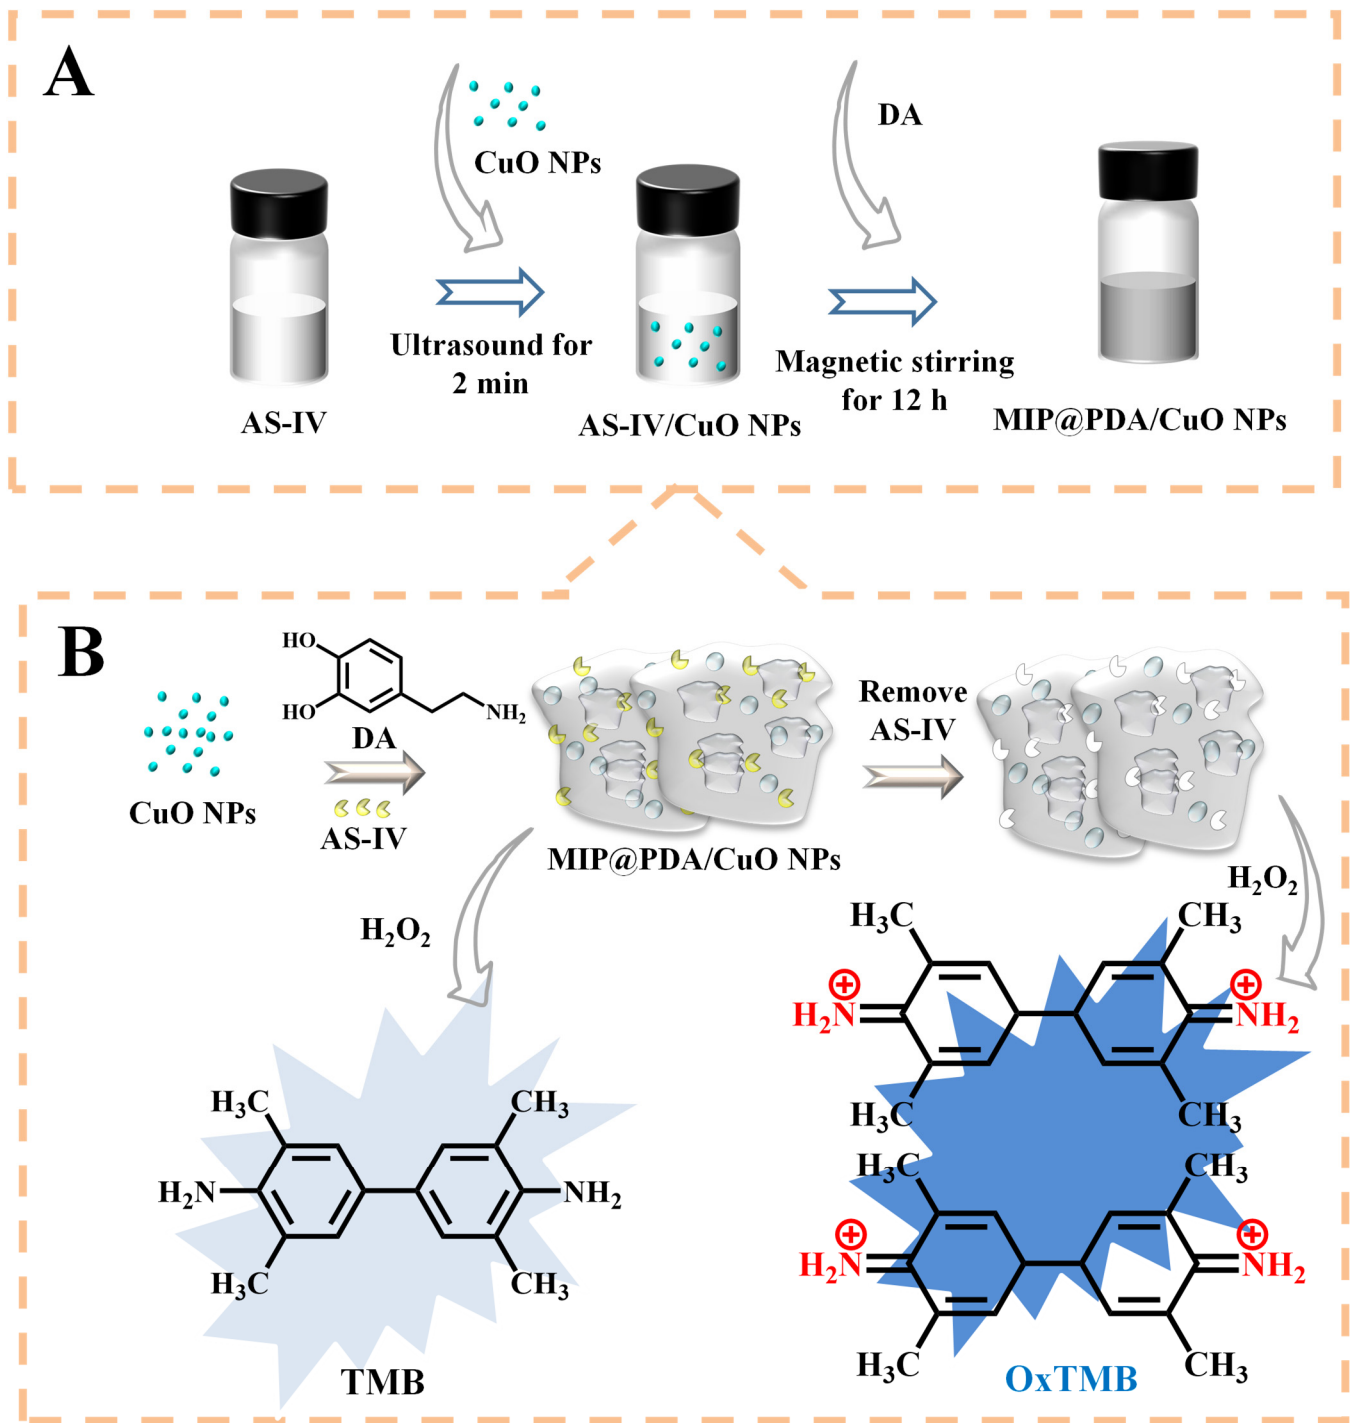 A
CuO NPs
DA
Ultrasound for
2 min
Magnetic stirring
for 12 h
AS-IV
AS-IV/CuO NPs
MIP@PDA/CuO NPs
B
HO
HO
NH₂
DA
CuO NPs
AS-IV
MIP@PDA/CuO NPs
Remove
AS-IV
H₂O₂
H₂O₂
H₃C
CH₃
H₂N
NH₂
H₃C
CH₃
TMB
H₃C
CH₃
⊕
⊕
H₂N
NH₂
H₃C
CH₃
H₃C
CH₃
⊕
⊕
H₂N
NH₂
H₃C
CH₃
OxTMB